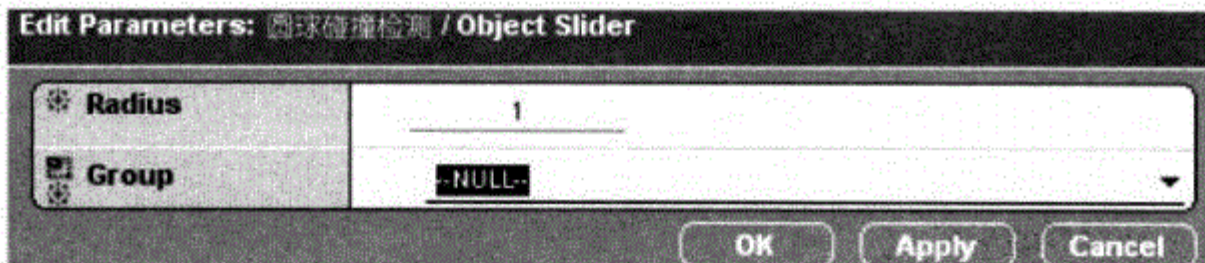 Edit Parameters: 圆球碰撞检测 / Object Slider
Radius 1
Group --NULL--
OK Apply Cancel